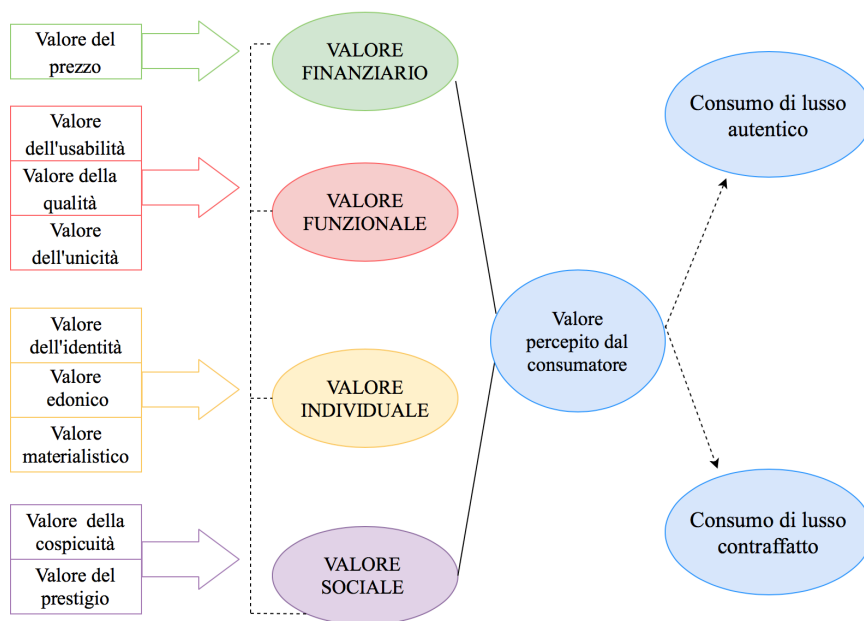 Valore del
prezzo
VALORE
FINANZIARIO
Consumo di lusso
autentico
Valore
dell'usabilità
Valore della
qualità
Valore
dell'unicità
VALORE
FUNZIONALE
Valore
percepito dal
consumatore
Valore
dell'identità
Valore
edonico
Valore
materialistico
VALORE
INDIVIDUALE
Valore  della
cospicuità
Valore del
prestigio
VALORE
SOCIALE
Consumo di lusso
contraffatto